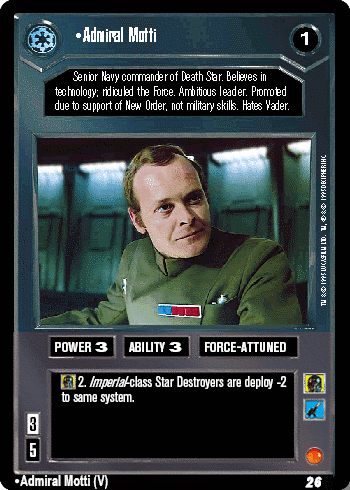 •Admiral Motti
1
Senior Navy commander of Death Star. Believes in
technology; ridiculed the Force. Ambitious leader. Promoted
due to support of New Order, not military skills. Hates Vader.
POWER 3
ABILITY 3
FORCE-ATTUNED
2. Imperial-class Star Destroyers are deploy -2
to same system.
3
5
•Admiral Motti (V)
26